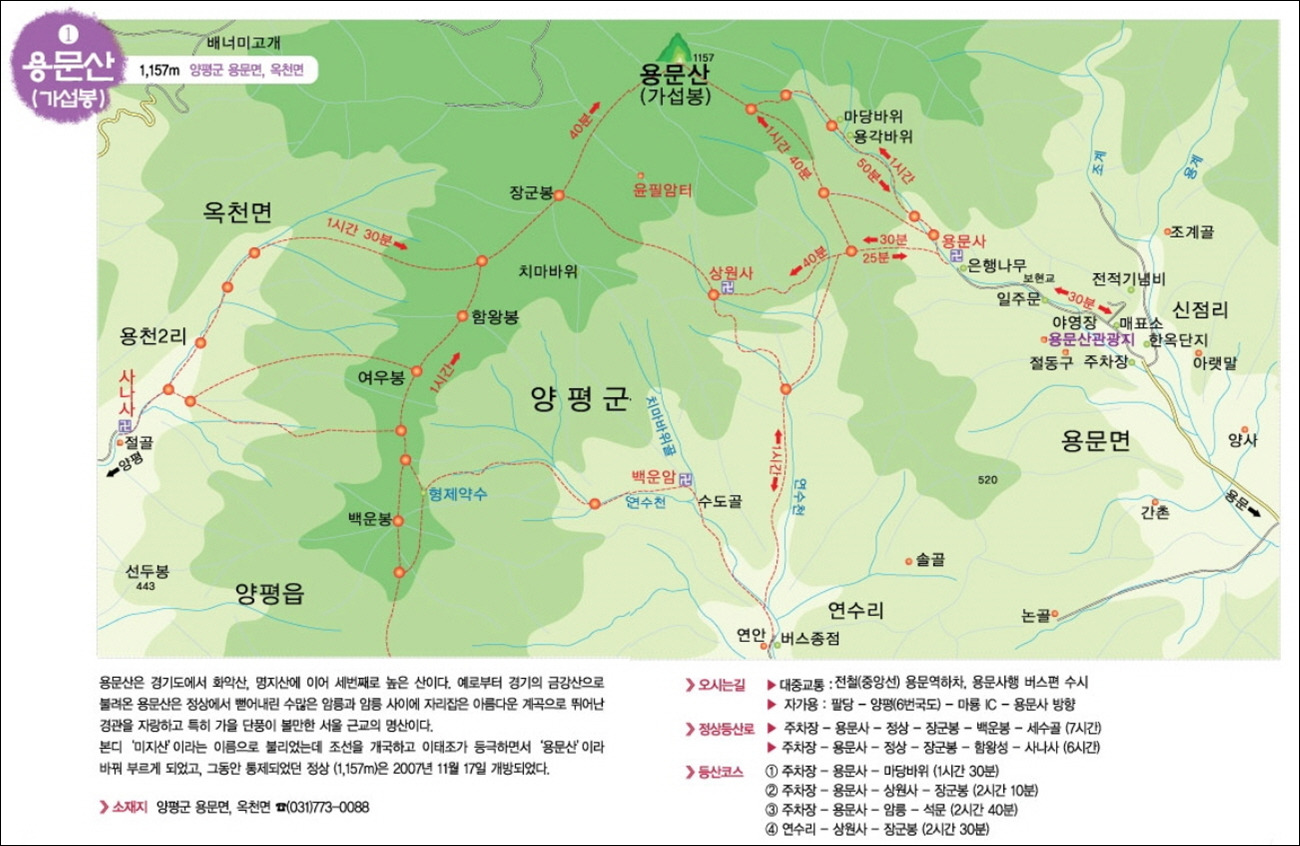 1
용문산
(가섭봉)
배너미고개
1,157m 양평군 용문면, 옥천면
1157
용문산
(가섭봉)
마당바위
용각바위
40분
1시간 40분
1시간
50분
조계
용계
장군봉
윤필암터
옥천면
1시간 30분
용문사
조계골
30분
25분
40분
은행나무
보현교
전적기념비
치마바위
상원사
일주문
30분
신점리
함왕봉
야영장
매표소
용천2리
용문산관광지
한옥단지
절동구
주차장
아랫말
여우봉
1시간
사나사
양평군
치마바위골
용문면
양사
절골
양평
1시간
백운암
520
형제약수
연수천
수도골
연수천
용문
백운봉
간촌
솔골
선두봉
443
양평읍
연수리
논골
연안
버스종점
용문산은 경기도에서 화악산, 명지산에 이어 세번째로 높은 산이다. 예로부터 경기의 금강산으로
불려온 용문산은 정상에서 뻗어내린 수많은 암릉과 암릉 사이에 자리잡은 아름다운 계곡으로 뛰어난
경관을 자랑하고 특히 가을 단풍이 볼만한 서울 근교의 명산이다.
본디 '미지산'이라는 이름으로 불리었는데 조선을 개국하고 이태조가 등극하면서 '용문산'이라
바꿔 부르게 되었고, 그동안 통제되었던 정상 (1,157m)은 2007년 11월 17일 개방되었다.
❯ 소재지 양평군 용문면, 옥천면 ☎(031)773-0088
❯ 오시는길 ▶ 대중교통 : 전철(중앙선) 용문역하차, 용문사행 버스편 수시
▶ 자가용 : 팔당 - 양평(6번국도) - 마룡 IC - 용문사 방향
❯ 정상등산로 ▶ 주차장 - 용문사 - 정상 - 장군봉 - 백운봉 - 세수골 (7시간)
▶ 주차장 - 용문사 - 정상 - 장군봉 - 함왕성 - 사나사 (6시간)
❯ 등산코스 ① 주차장 - 용문사 - 마당바위 (1시간 30분)
② 주차장 - 용문사 - 상원사 - 장군봉 (2시간 10분)
③ 주차장 - 용문사 - 암릉 - 석문 (2시간 40분)
④ 연수리 - 상원사 - 장군봉 (2시간 30분)